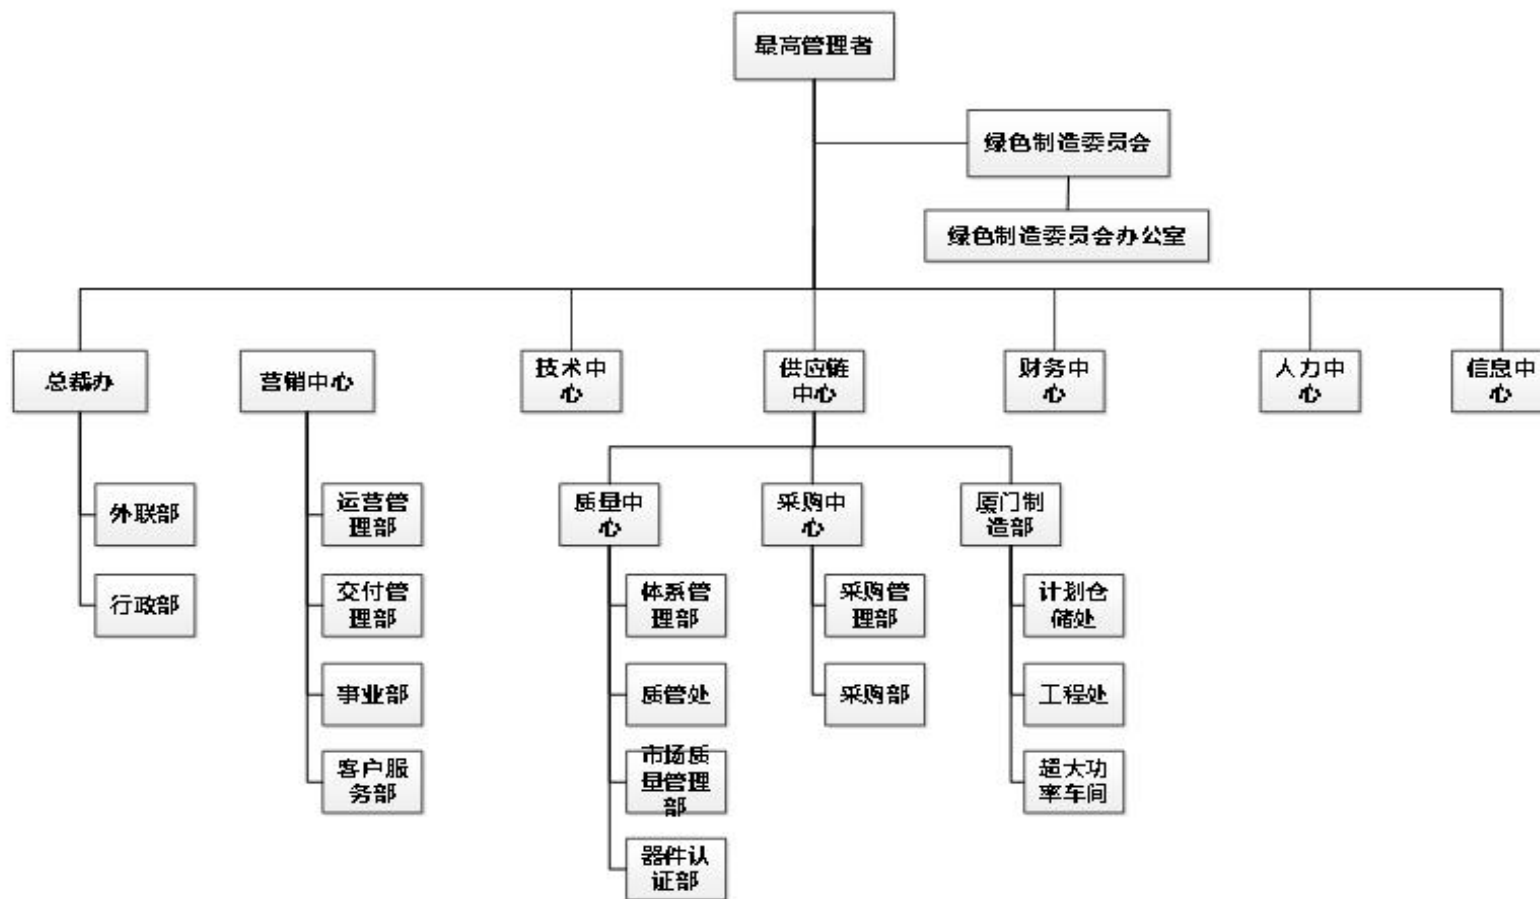 最高管理者
绿色制造委员会
绿色制造委员会办公室
总裁办
营销中心
技术中
心
供应链
中心
财务中
心
人力中
心
信息中
心
外联部
行政部
运营管
理部
交付管
理部
事业部
客户服
务部
质量中
心
采购中
心
厦门制
造部
体系管
理部
质管处
市场质
量管理
部
器件认
证部
采购管
理部
采购部
计划仓
储处
工程处
超大功
率车间